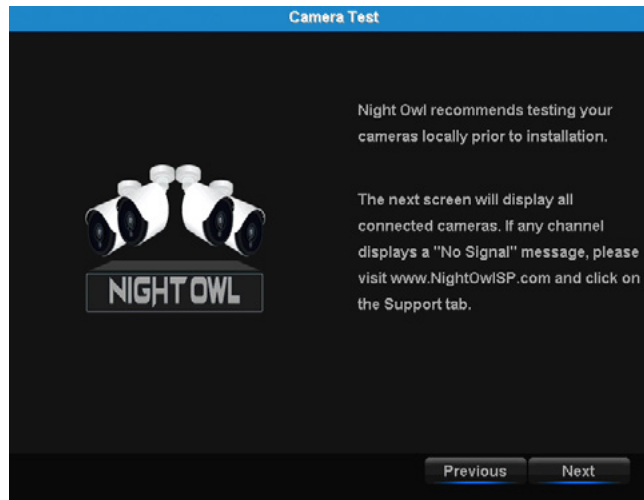 Camera Test
Night Owl recommends testing your
cameras locally prior to installation.
The next screen will display all
connected cameras. If any channel
displays a "No Signal" message, please
visit www.NightOwlSP.com and click on
the Support tab.
NIGHT OWL
Previous
Next